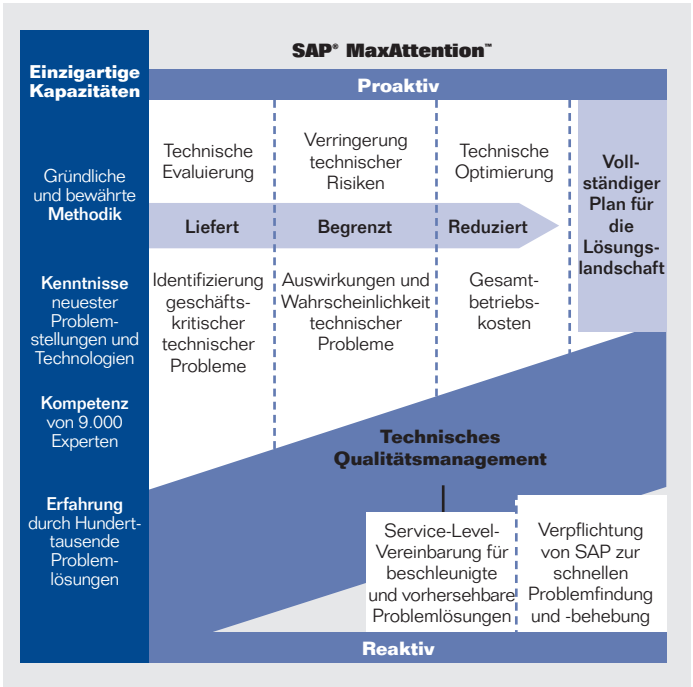 SAP® MaxAttention™
Einzigartige
Kapazitäten
Gründliche
und bewährte
Methodik
Kenntnisse
neuester
Problem-
stellungen und
Technologien
Kompetenz
von 9.000
Experten
Erfahrung
durch Hundert-
tausende
Problem-
lösungen
Proaktiv
Technische
Evaluierung
Verringerung
technischer
Risiken
Technische
Optimierung
Voll-
ständiger
Plan für
die
Lösungs-
landschaft
Liefert
Begrenzt
Reduziert
Identifizierung
geschäfts-
kritischer
technischer
Probleme
Auswirkungen und
Wahrscheinlichkeit
technischer
Probleme
Gesamt-
betriebs-
kosten
Technisches
Qualitätsmanagement
Service-Level-
Vereinbarung für
beschleunigte
und vorhersehbare
Problemlösungen
Verpflichtung
von SAP zur
schnellen
Problemfindung
und -behebung
Reaktiv